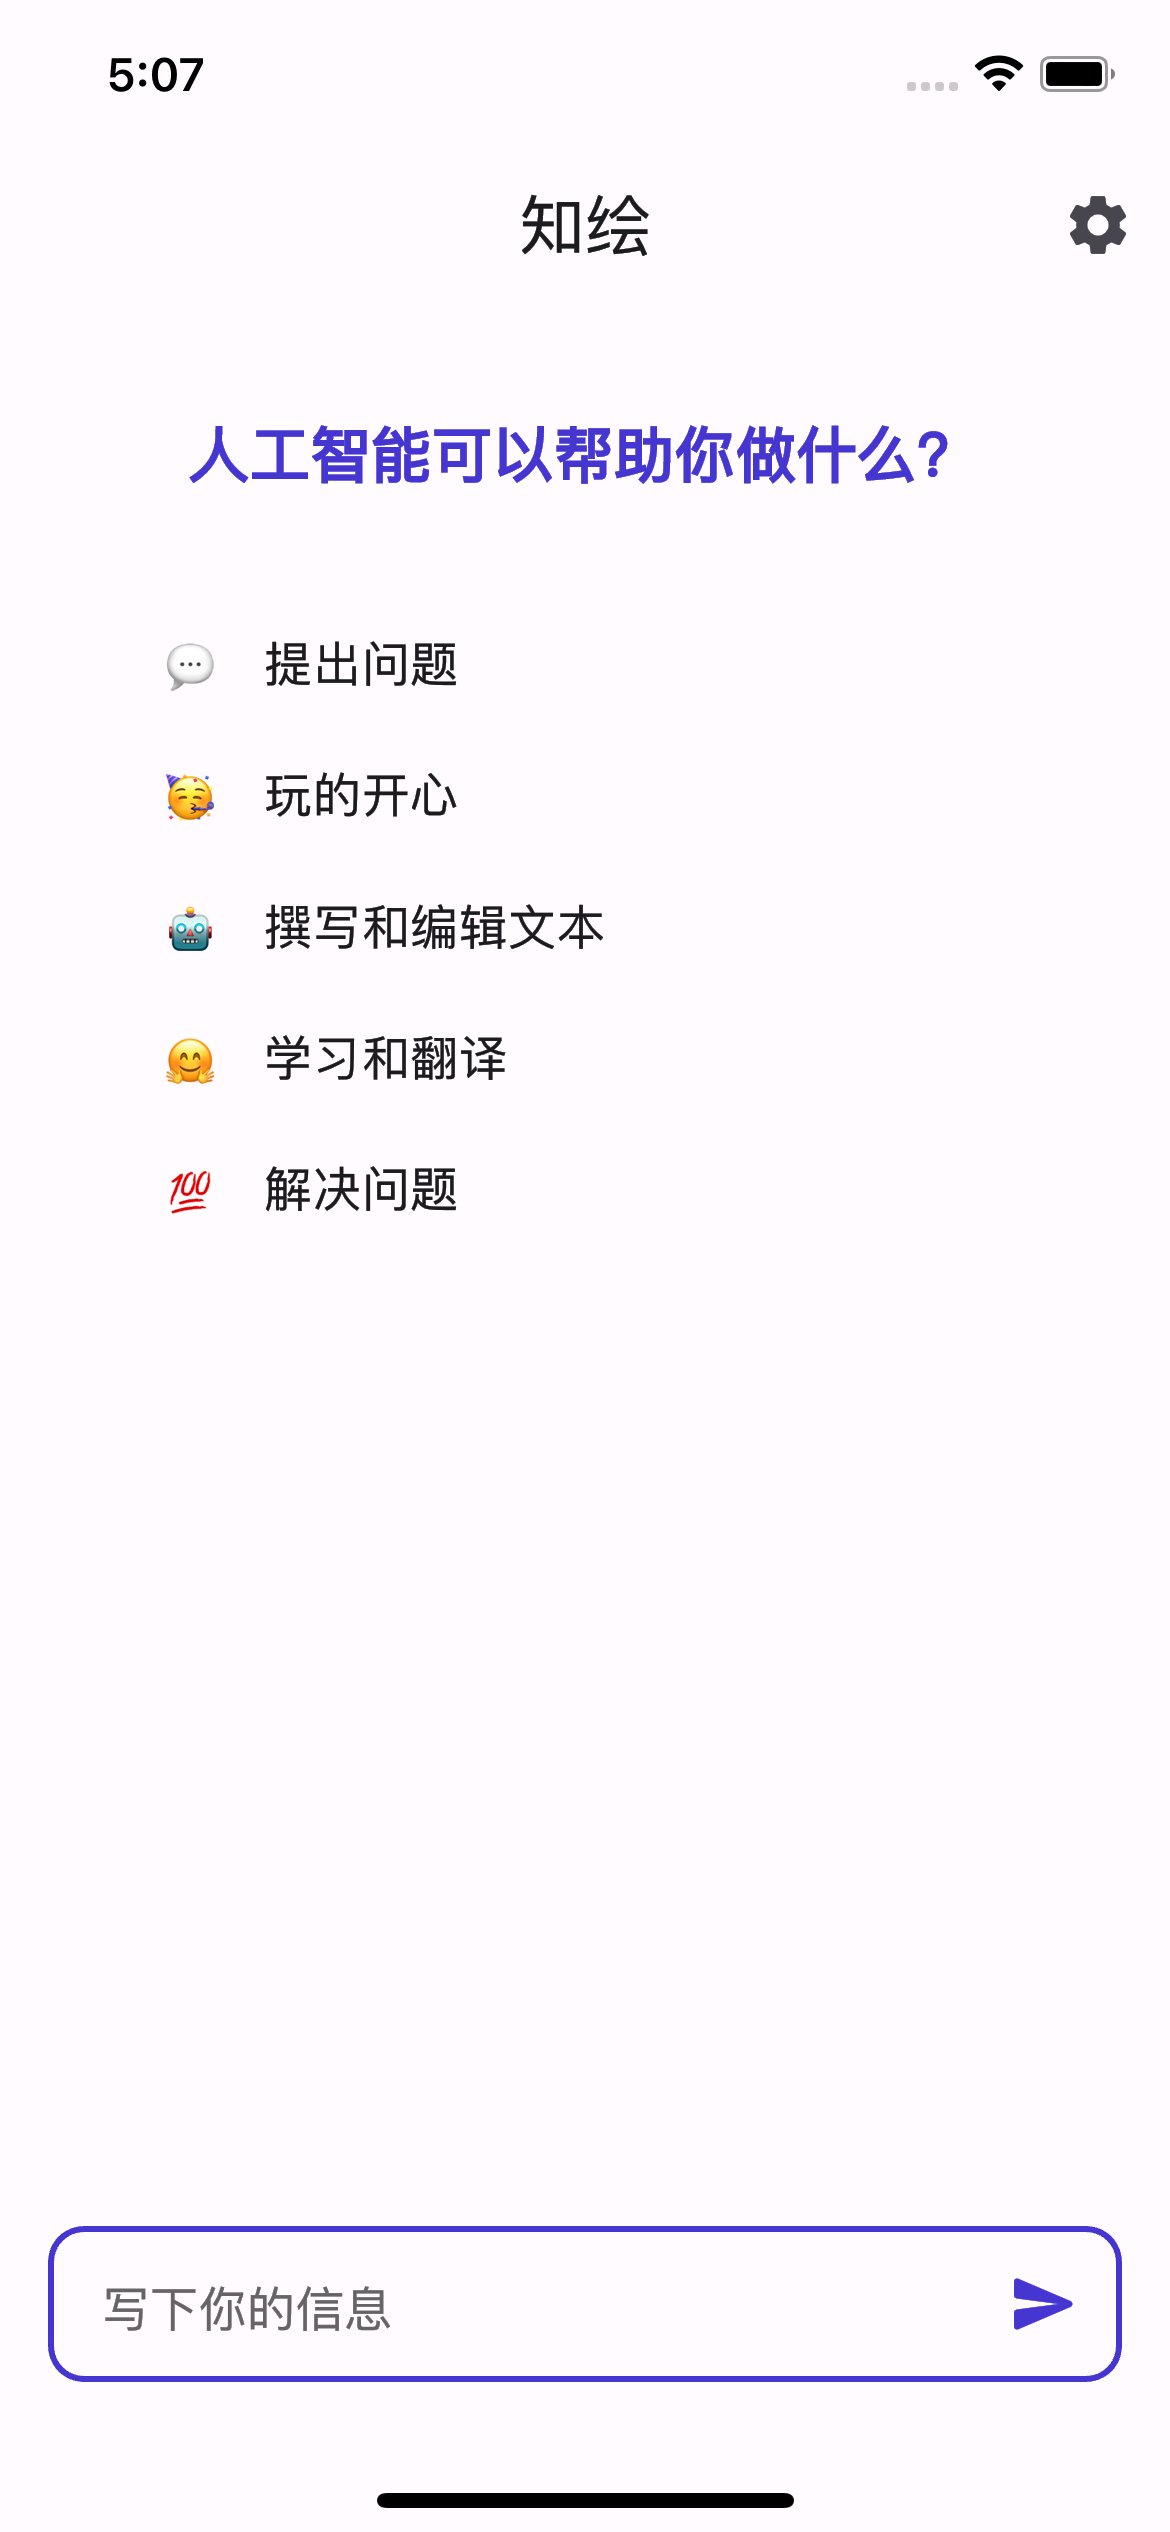 5:07
知绘
人工智能可以帮助你做什么？
💬 提出问题
🥳 玩的开心
🤖 撰写和编辑文本
🤗 学习和翻译
💯 解决问题
写下你的信息